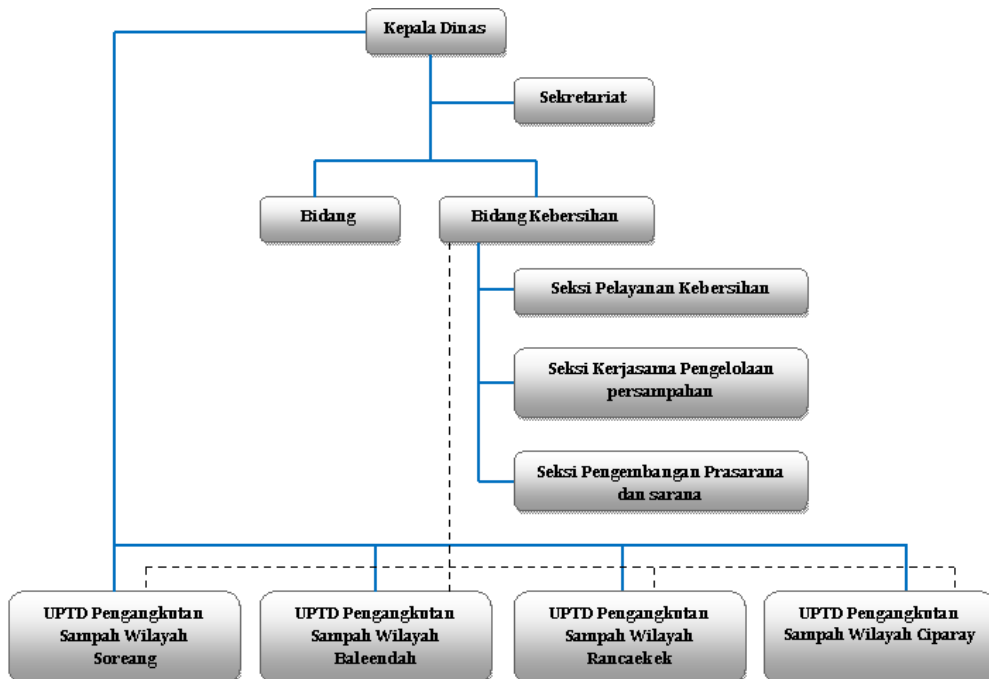 Kepala Dinas
Sekretariat
Bidang
Bidang Kebersihan
Seksi Pelayanan Kebersihan
Seksi Kerjasama Pengelolaan
persampahan
Seksi Pengembangan Prasarana
dan sarana
UPTD Pengangkutan
Sampah Wilayah
Soreang
UPTD Pengangkutan
Sampah Wilayah
Baleendah
UPTD Pengangkutan
Sampah Wilayah
Rancaekek
UPTD Pengangkutan
Sampah Wilayah Ciparay